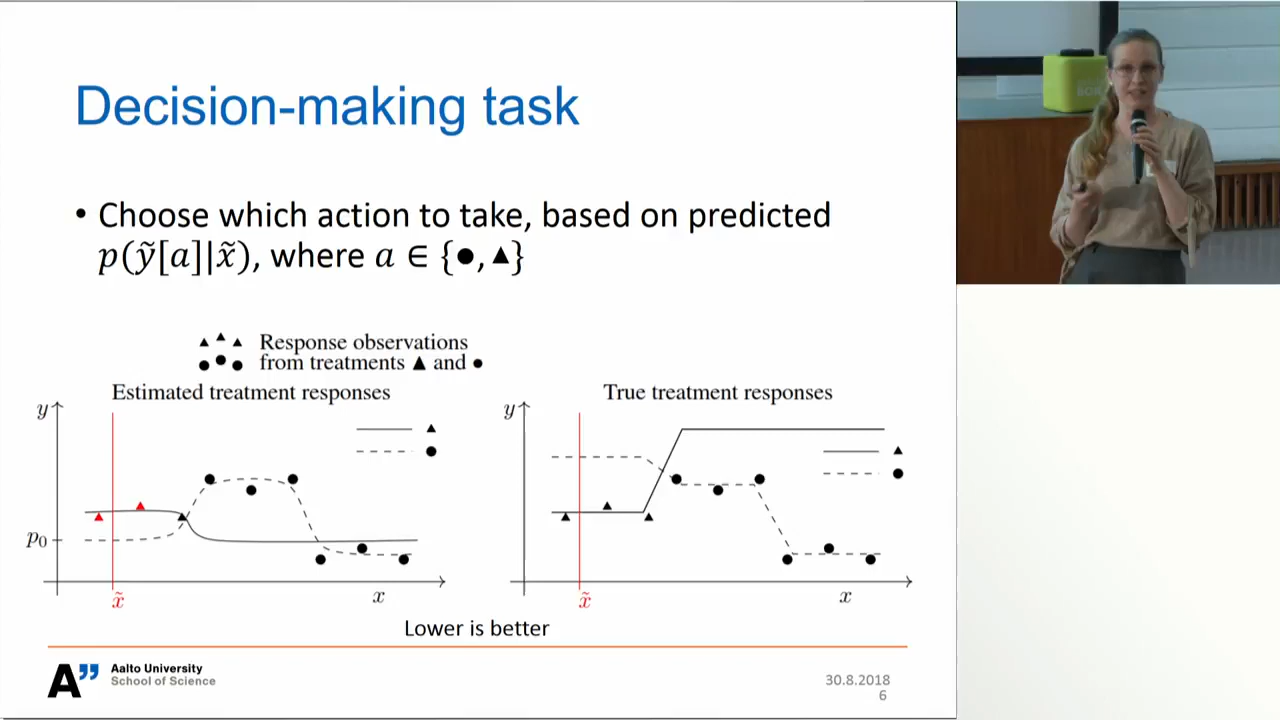 Decision-making task
• Choose which action to take, based on predicted
p(ỹ[a]|x̃), where a ∈ {●,▲}
Response observations
from treatments ▲ and ●
Estimated treatment responses
True treatment responses
y
y
p₀
x̃
x
x̃
x
Lower is better
A”
Aalto University
School of Science
30.8.2018
6
BOX